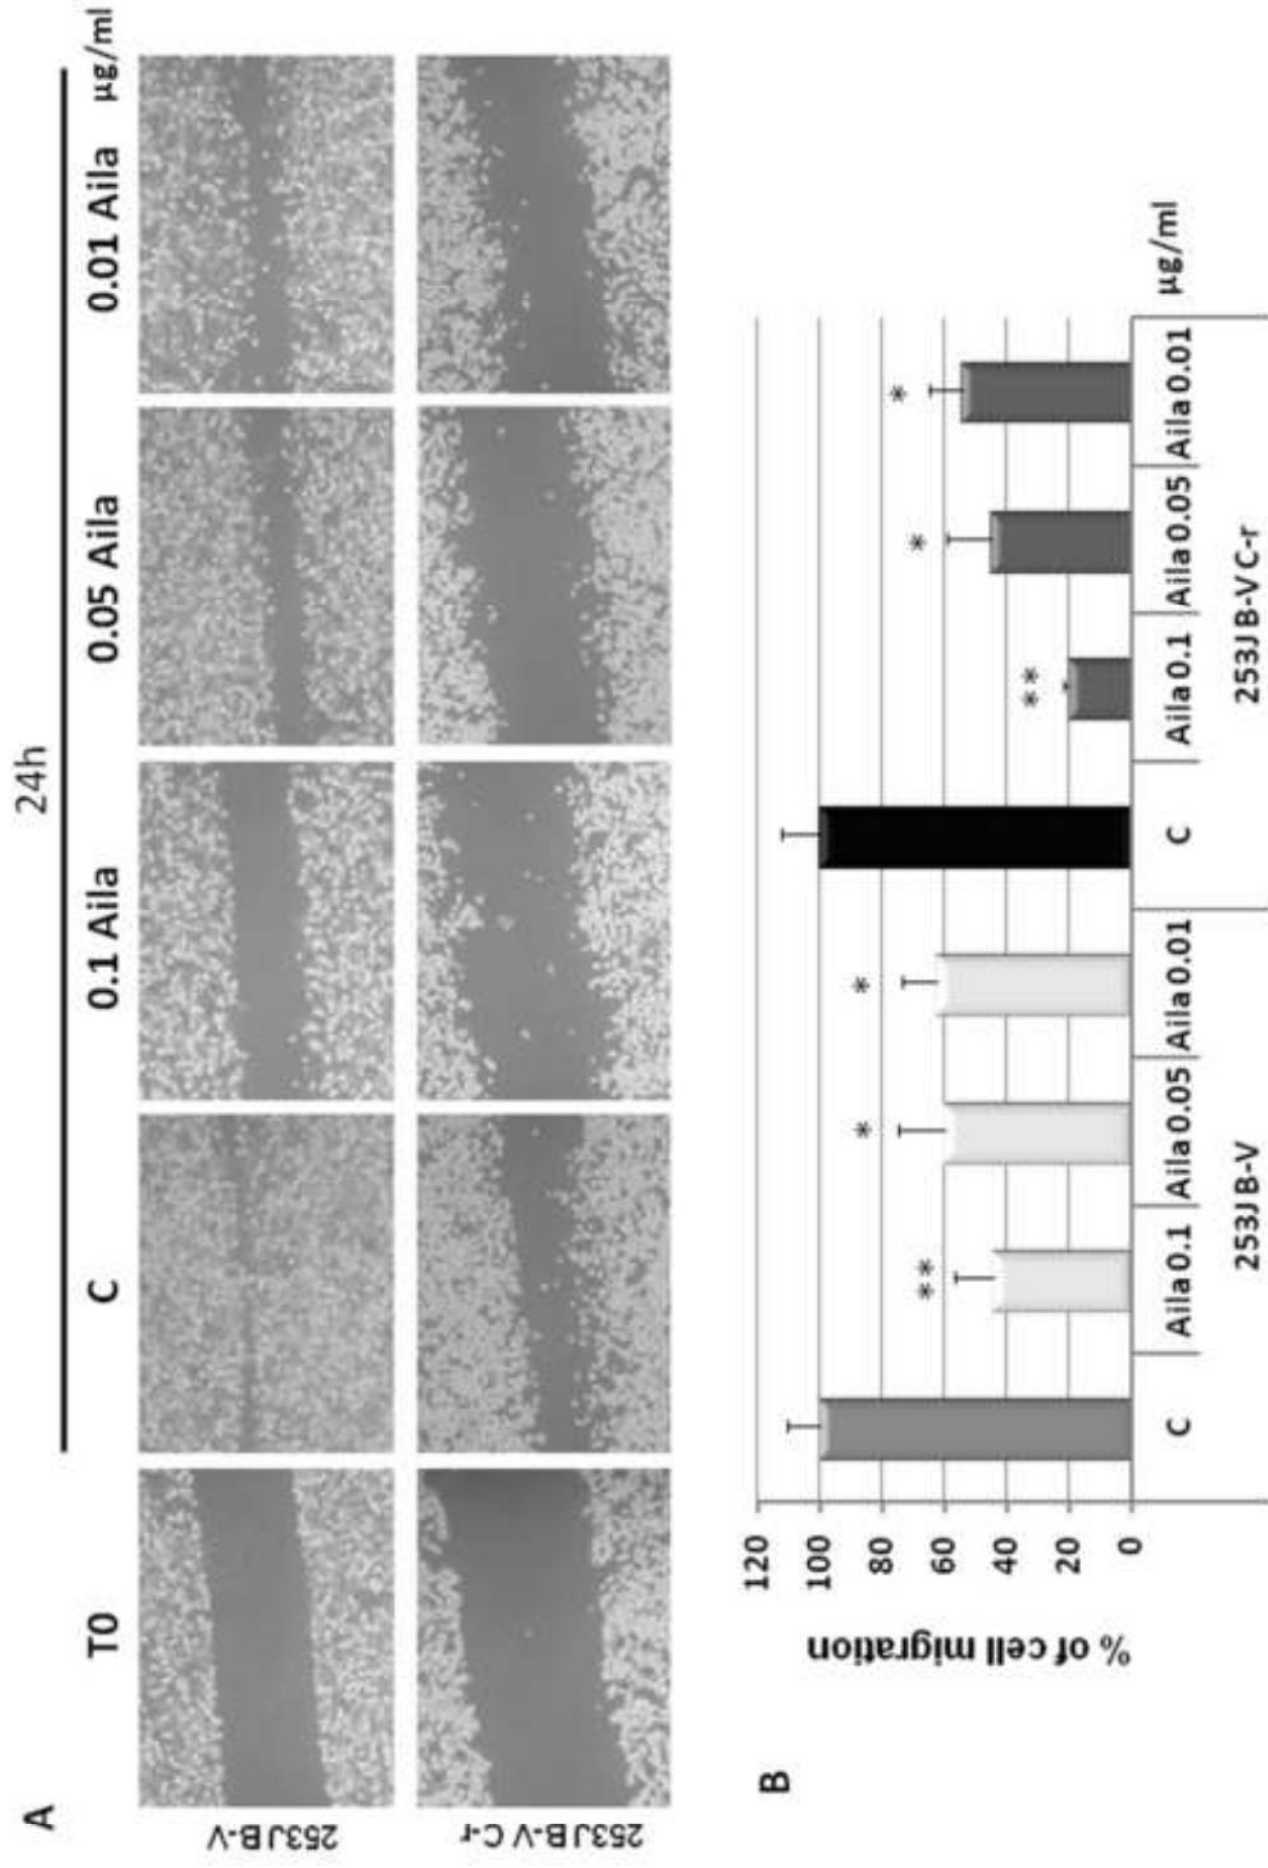 A
24h
T0 C 0.1 Aila 0.05 Aila 0.01 Aila µg/ml
253J B-V
253J B-V C-r
B
% of cell migration
120
100
80
60
40
20
0
** * * ** * *
C Aila 0.1 Aila 0.05 Aila 0.01 C Aila 0.1 Aila 0.05 Aila 0.01 µg/ml
253J B-V 253J B-V C-r